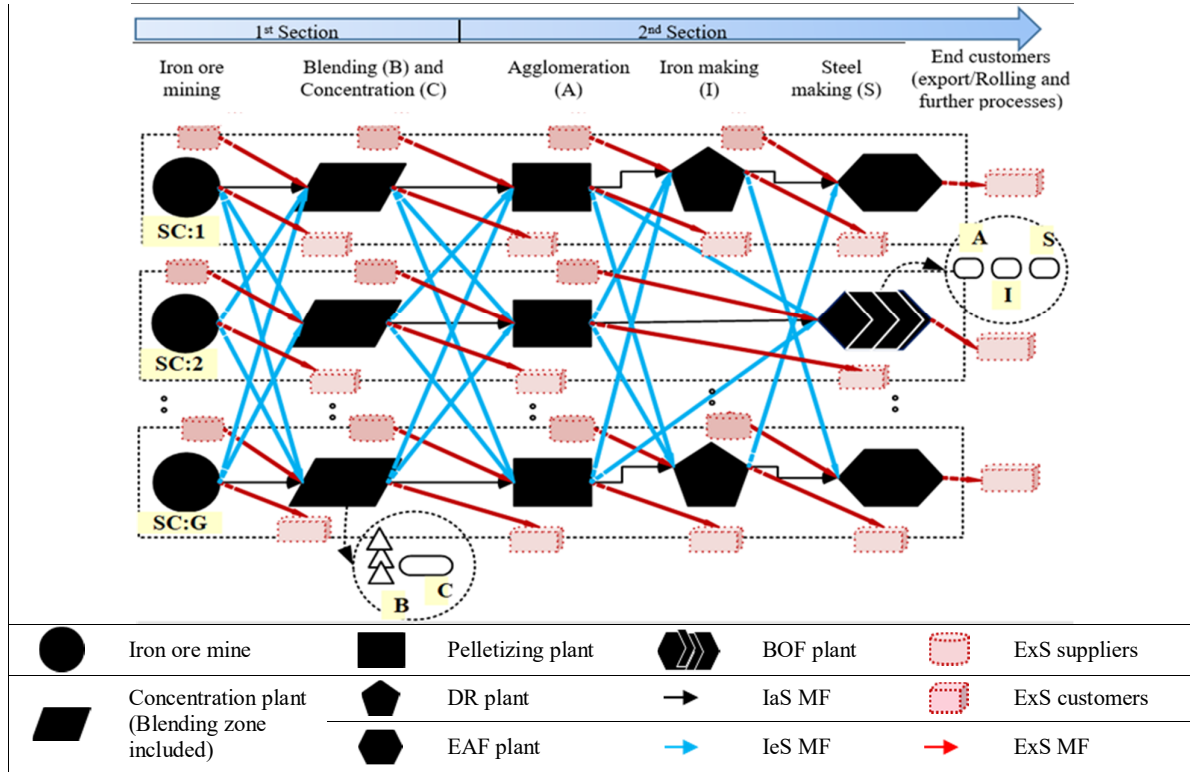 1st Section
2nd Section
Iron ore
mining
Blending (B) and
Concentration (C)
Agglomeration
(A)
Iron making
(I)
Steel
making (S)
End customers
(export/Rolling and
further processes)
SC:1
A
S
I
SC:2
SC:G
B
C
Iron ore mine
Pelletizing plant
BOF plant
ExS suppliers
Concentration plant
(Blending zone
included)
DR plant
IaS MF
ExS customers
EAF plant
IeS MF
ExS MF